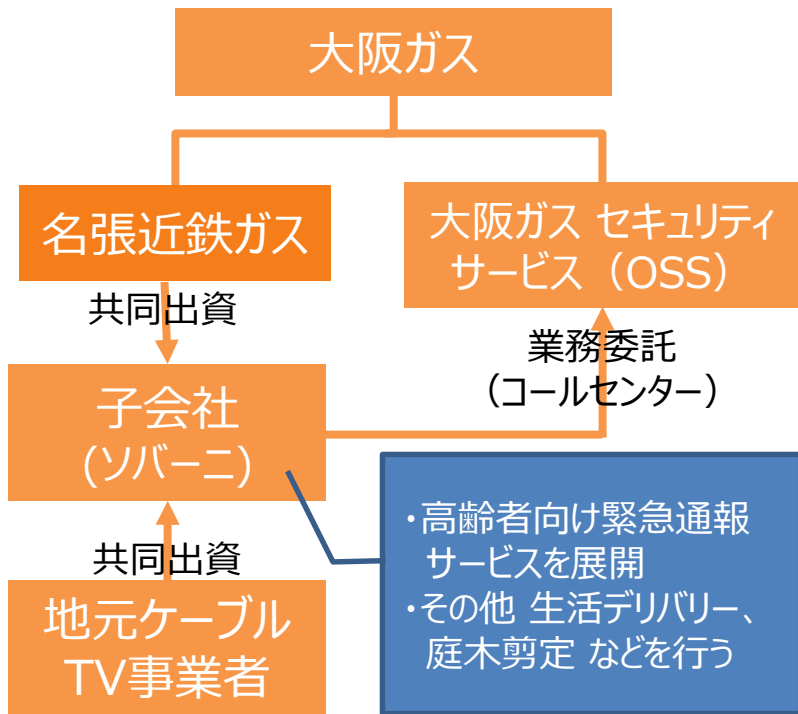 大阪ガス
名張近鉄ガス
大阪ガス セキュリティ
サービス（OSS）
共同出資
業務委託
（コールセンター）
子会社
(ソバーニ)
・高齢者向け緊急通報
サービスを展開
・その他 生活デリバリー、
庭木剪定 などを行う
共同出資
地元ケーブル
TV事業者